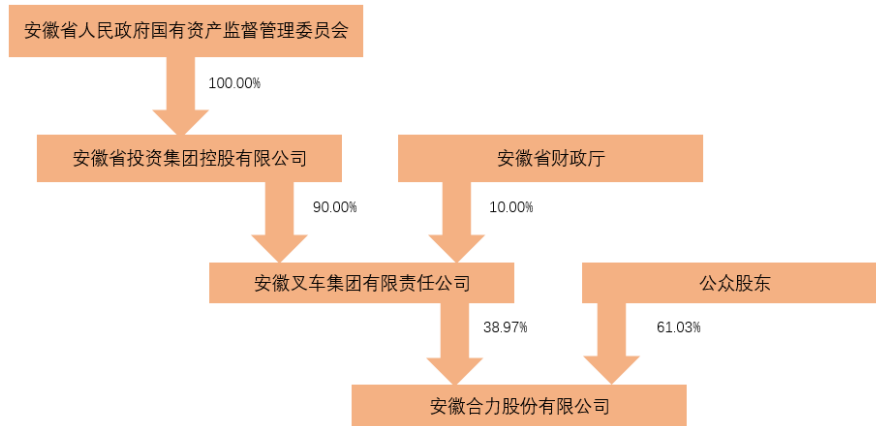 安徽省人民政府国有资产监督管理委员会
100.00%
安徽省投资集团控股有限公司
安徽省财政厅
90.00%
10.00%
安徽叉车集团有限责任公司
公众股东
38.97%
61.03%
安徽合力股份有限公司